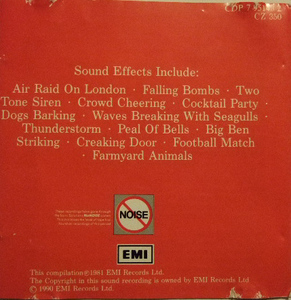 CZ 350
Sound Effects Include:
Air Raid On London · Falling Bombs · Two
Tone Siren · Crowd Cheering · Cocktail Party ·
Dogs Barking · Waves Breaking With Seagulls
· Thunderstorm · Peal Of Bells · Big Ben
Striking · Creaking Door · Football Match
· Farmyard Animals
NOISE
EMI
This compilation ℗1981 EMI Records Ltd.
The Copyright in this sound recording is owned by EMI Records Ltd.
© 1990 EMI Records Ltd.